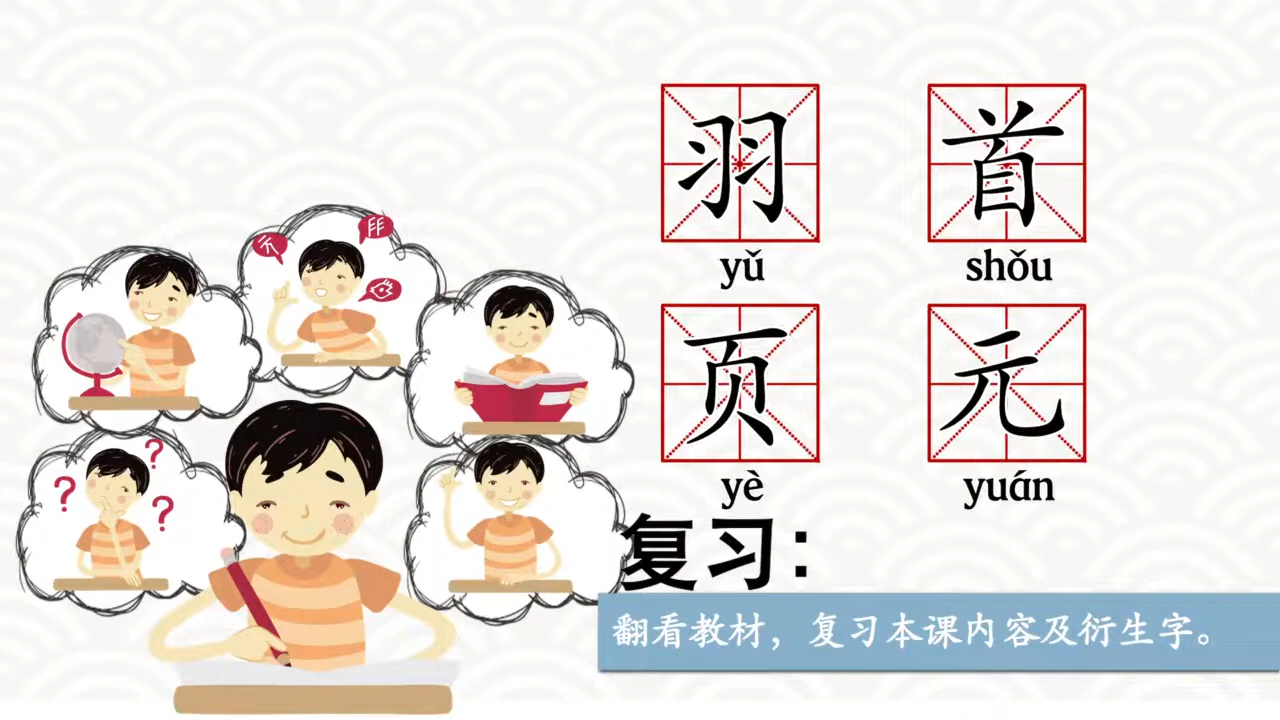 羽 首
yǔ shǒu
页 元
yè yuán
复习：
翻看教材，复习本课内容及衍生字。
? ? ?